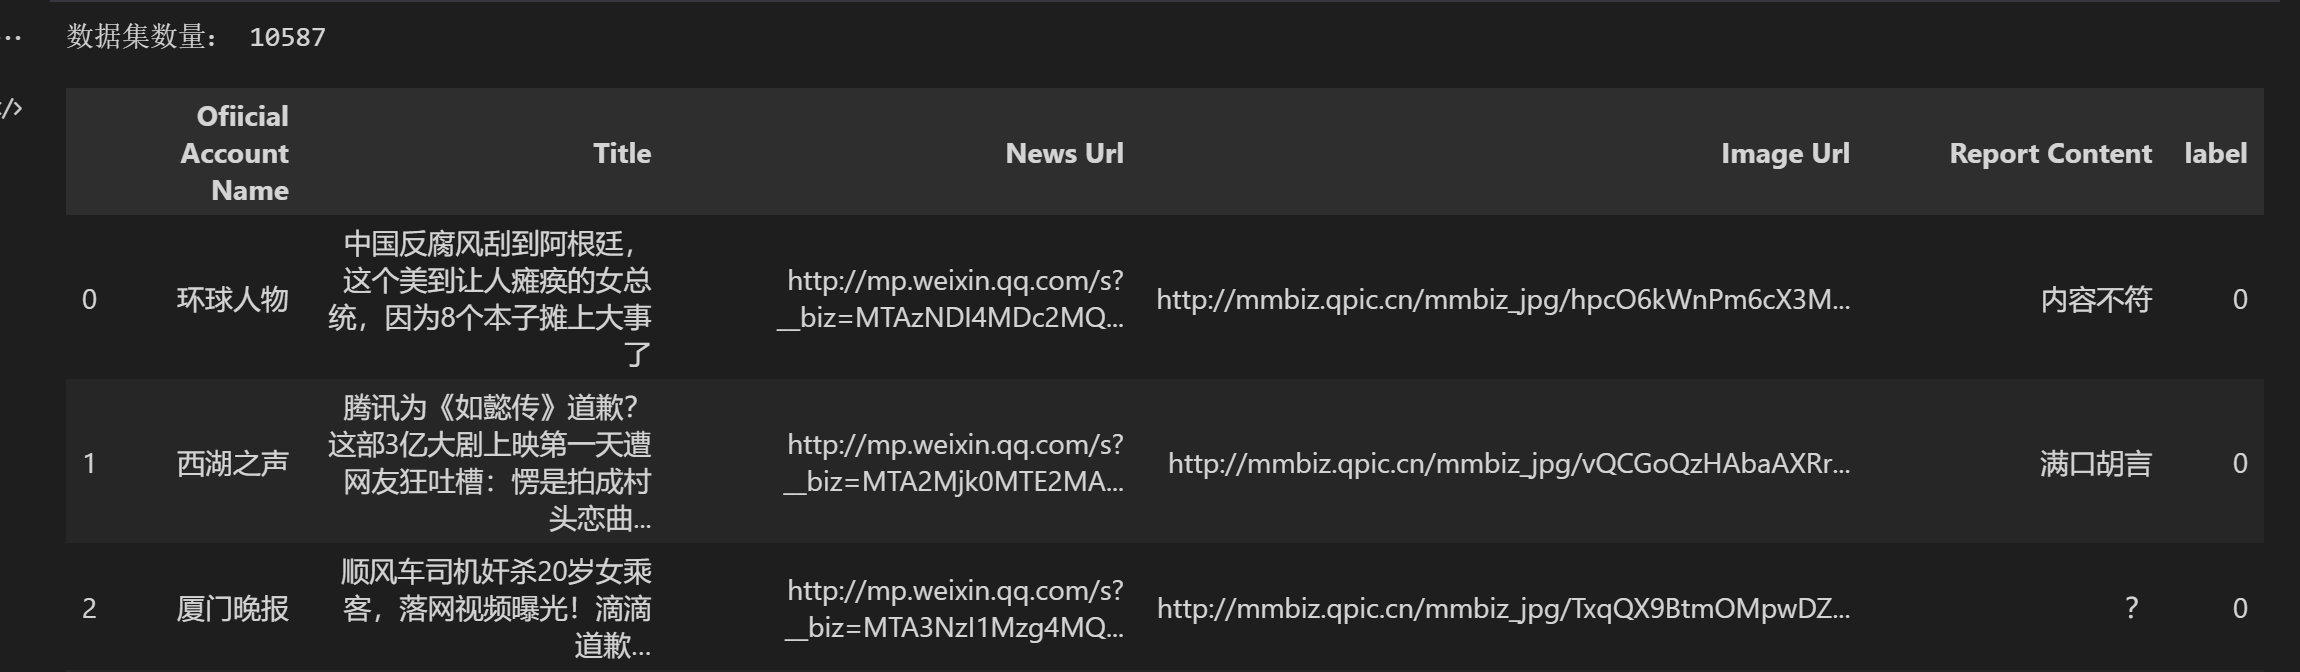 数据集数量： 10587
Ofiicial
Account
Name
Title
News Url
Image Url
Report Content
label
0
环球人物
中国反腐风刮到阿根廷，
这个美到让人瘫痪的女总
统，因为8个本子摊上大事
了
http://mp.weixin.qq.com/s?
__biz=MTAzNDI4MDc2MQ...
http://mmbiz.qpic.cn/mmbiz_jpg/hpcO6kWnPm6cX3M...
内容不符
0
1
西湖之声
腾讯为《如懿传》道歉？
这部3亿大剧上映第一天遭
网友狂吐槽：愣是拍成村
头恋曲...
http://mp.weixin.qq.com/s?
__biz=MTA2Mjk0MTE2MA...
http://mmbiz.qpic.cn/mmbiz_jpg/vQCGoQzHAbaAXRr...
满口胡言
0
2
厦门晚报
顺风车司机奸杀20岁女乘
客，落网视频曝光！滴滴
道歉...
http://mp.weixin.qq.com/s?
__biz=MTA3NzI1Mzg4MQ...
http://mmbiz.qpic.cn/mmbiz_jpg/TxqQX9BtmOMpwDZ...
？
0